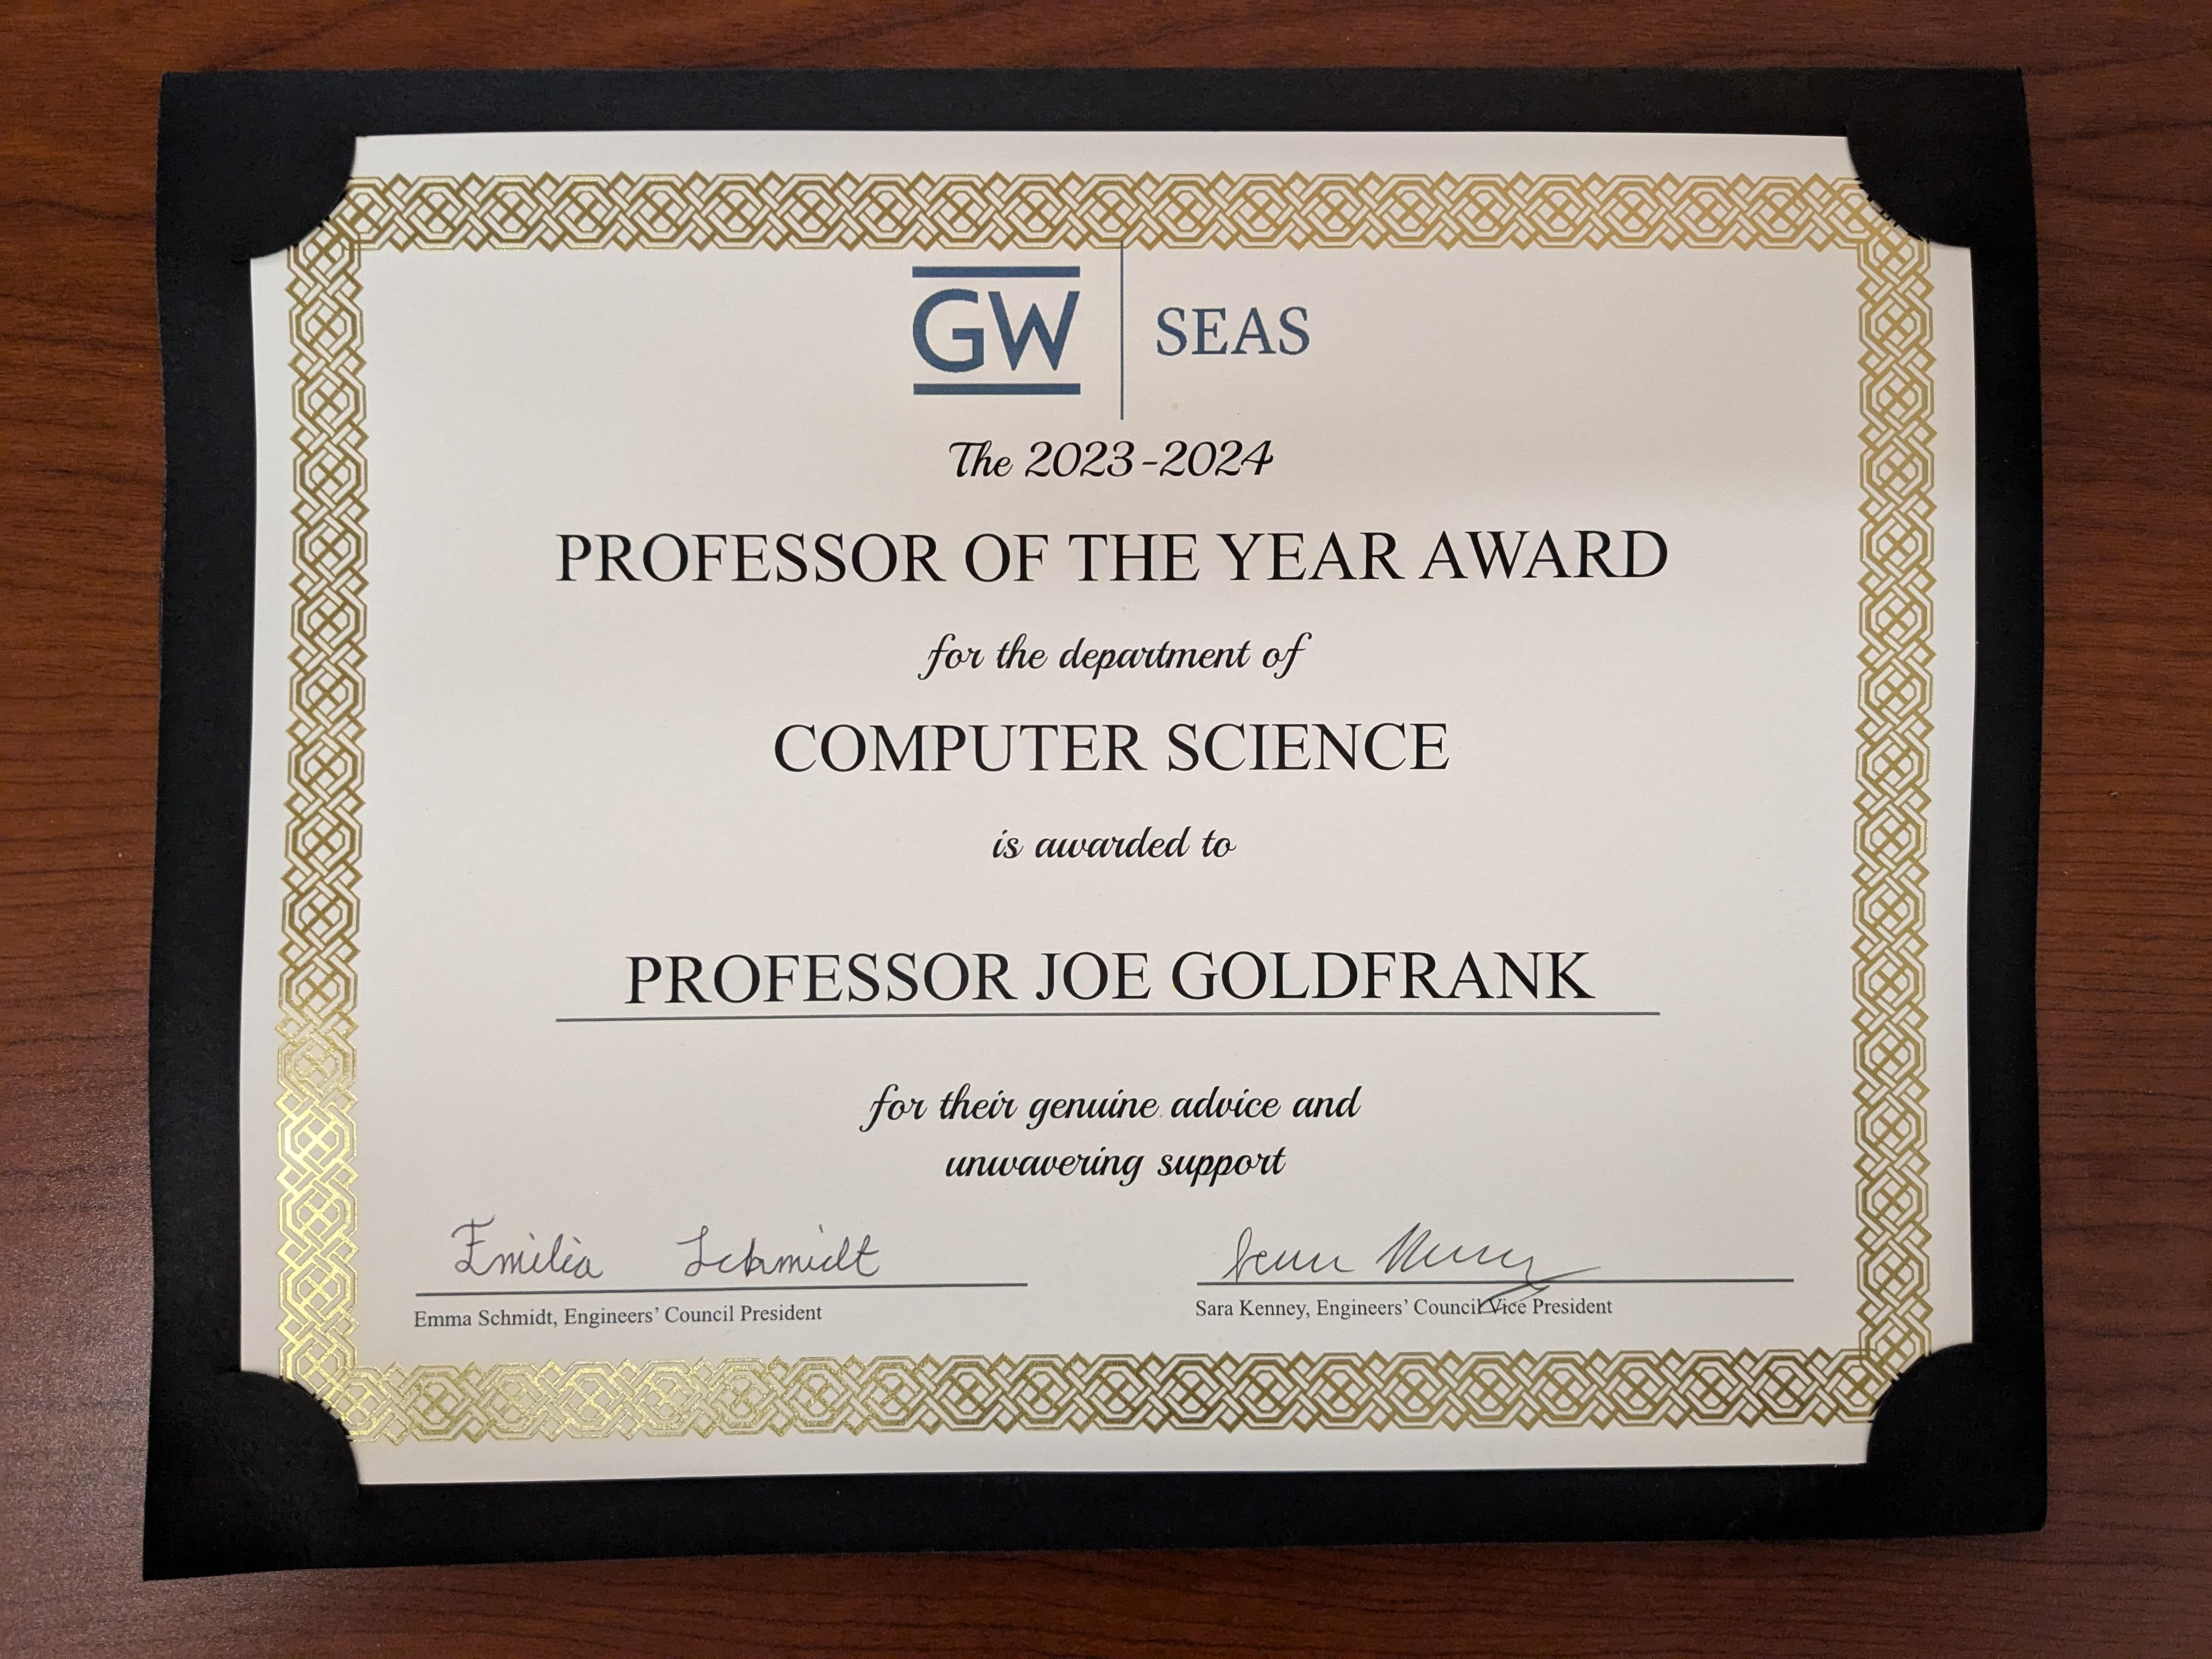 GW SEAS
The 2023-2024
PROFESSOR OF THE YEAR AWARD
for the department of
COMPUTER SCIENCE
is awarded to
PROFESSOR JOE GOLDFRANK
for their genuine advice and
unwavering support
Emilia Schmidt
Emma Schmidt, Engineers' Council President
Sara Kenney, Engineers' Council Vice President